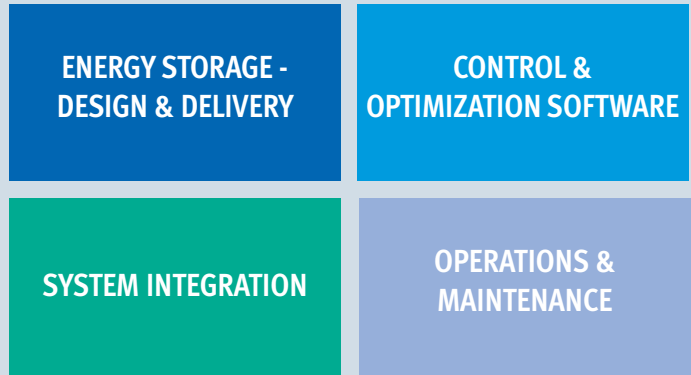 ENERGY STORAGE -
DESIGN & DELIVERY
CONTROL &
OPTIMIZATION SOFTWARE
SYSTEM INTEGRATION
OPERATIONS &
MAINTENANCE